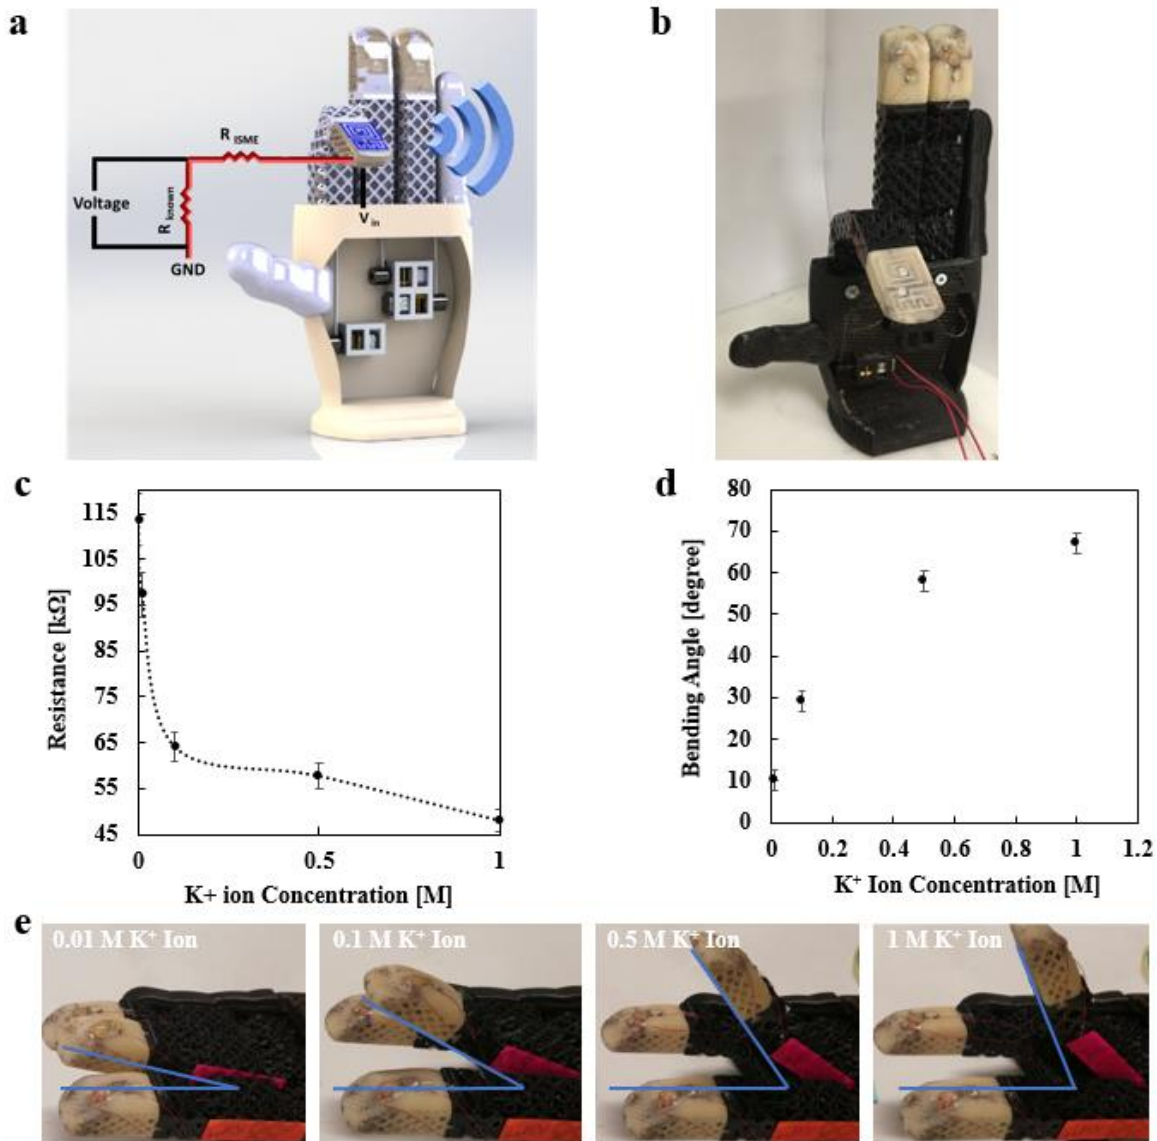 a
R ISME
Voltage
R known
V in
GND
b
c
115
105
95
85
75
65
55
45
Resistance [kΩ]
0
0.5
1
K+ ion Concentration [M]
d
80
70
60
50
40
30
20
10
0
Bending Angle [degree]
0
0.2
0.4
0.6
0.8
1
1.2
K⁺ Ion Concentration [M]
e
0.01 M K⁺ Ion
0.1 M K⁺ Ion
0.5 M K⁺ Ion
1 M K⁺ Ion